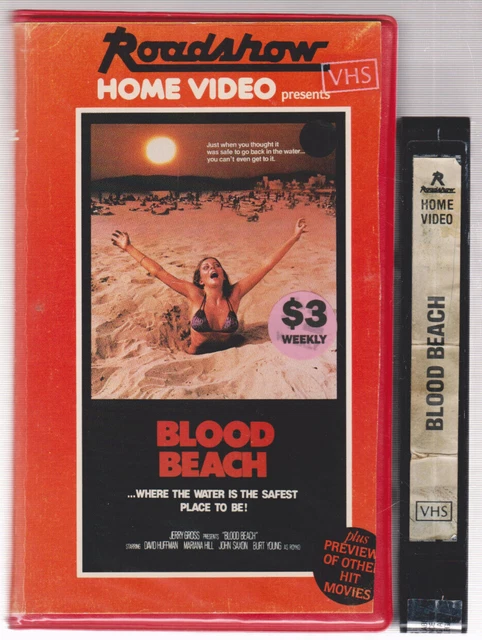 Roadshow
HOME VIDEO presents
VHS
Just when you thought it
was safe to go back in the water...
you can't even get to it.
$3
WEEKLY
BLOOD
BEACH
...WHERE THE WATER IS THE SAFEST
PLACE TO BE!
JERRY GROSS PRESENTS "BLOOD BEACH"
STARRING DAVID HUFFMAN MARIANA HILL JOHN SAXON BURT YOUNG AS ROYKO
plus
PREVIEW
OF OTHER
HIT
MOVIES
R
Roadshow
HOME
VIDEO
BLOOD BEACH
VHS